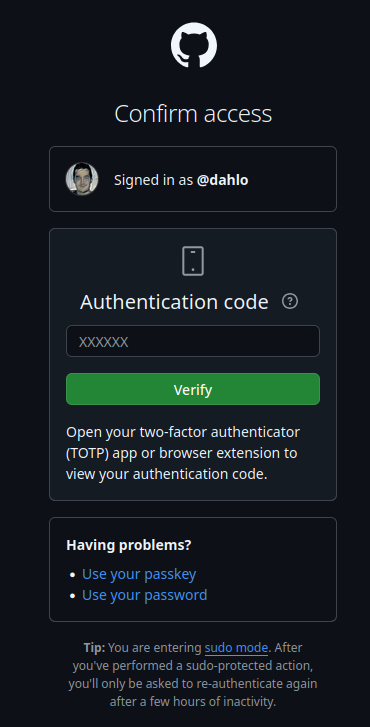 Confirm access
Signed in as @dahlo
Authentication code
XXXXXX
Verify
Open your two-factor authenticator
(TOTP) app or browser extension to
view your authentication code.
Having problems?
• Use your passkey
• Use your password
Tip: You are entering sudo mode. After
you've performed a sudo-protected action,
you'll only be asked to re-authenticate again
after a few hours of inactivity.